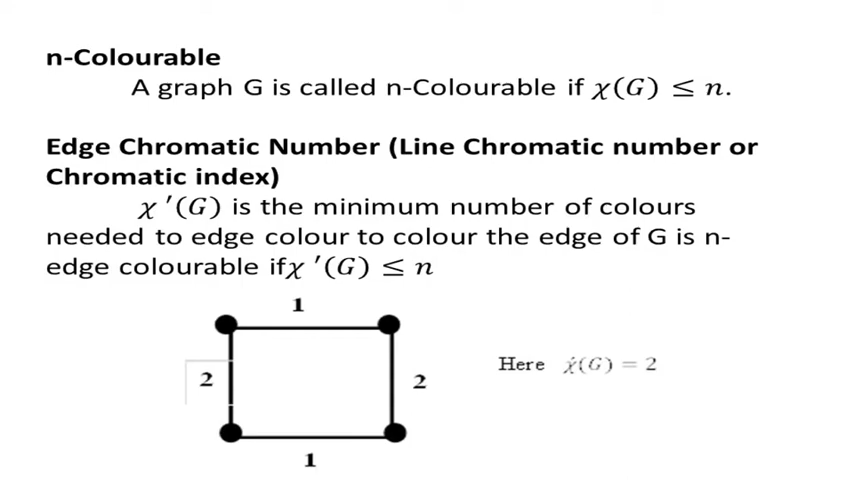 n-Colourable
A graph G is called n-Colourable if χ(G) ≤ n.
Edge Chromatic Number (Line Chromatic number or
Chromatic index)
χ ′(G) is the minimum number of colours
needed to edge colour to colour the edge of G is n-
edge colourable ifχ ′(G) ≤ n
1
2
2
Here χ́(G) = 2
1